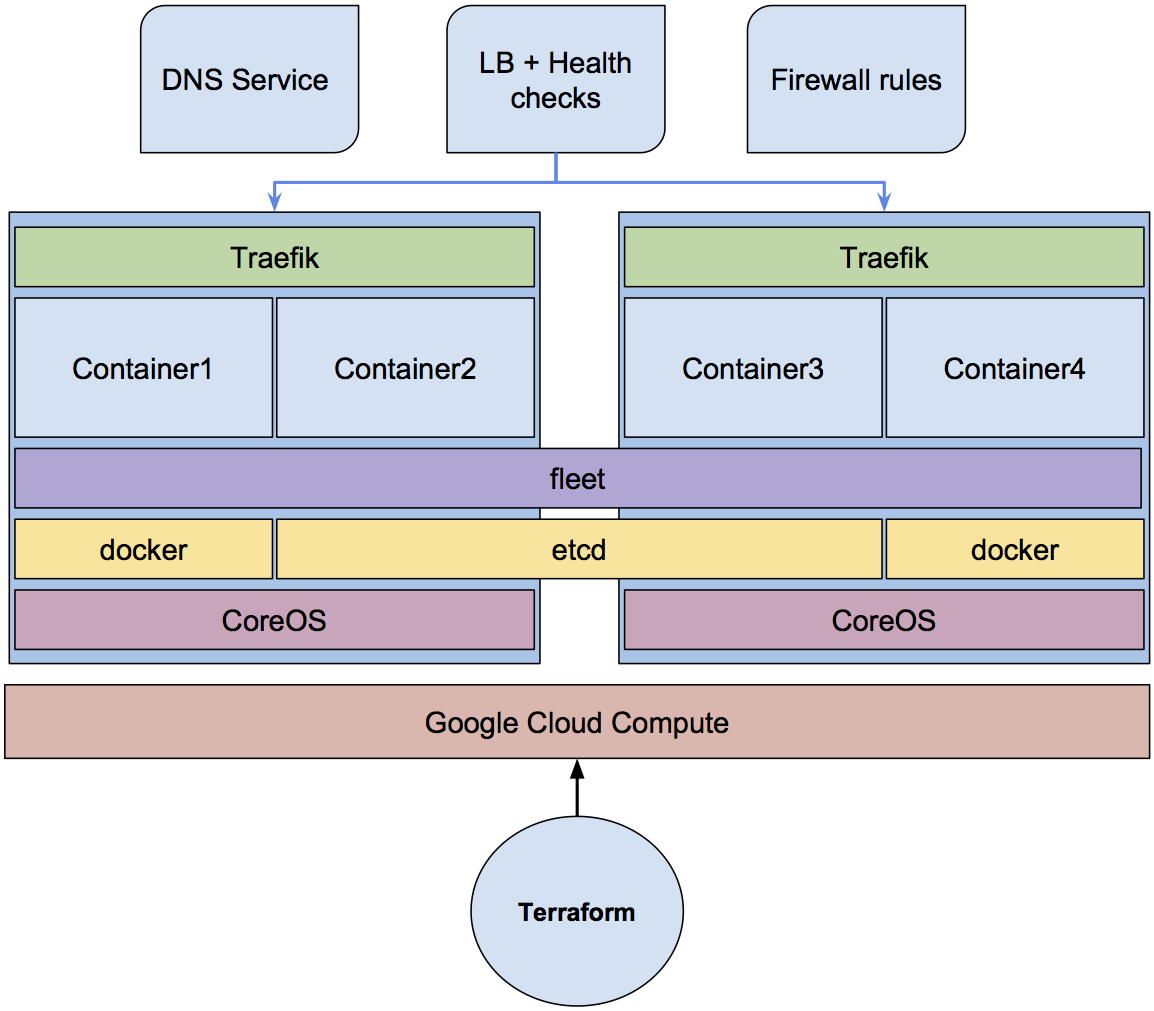 DNS Service
LB + Health
checks
Firewall rules
Traefik
Traefik
Container1
Container2
Container3
Container4
fleet
docker
etcd
docker
CoreOS
CoreOS
Google Cloud Compute
Terraform